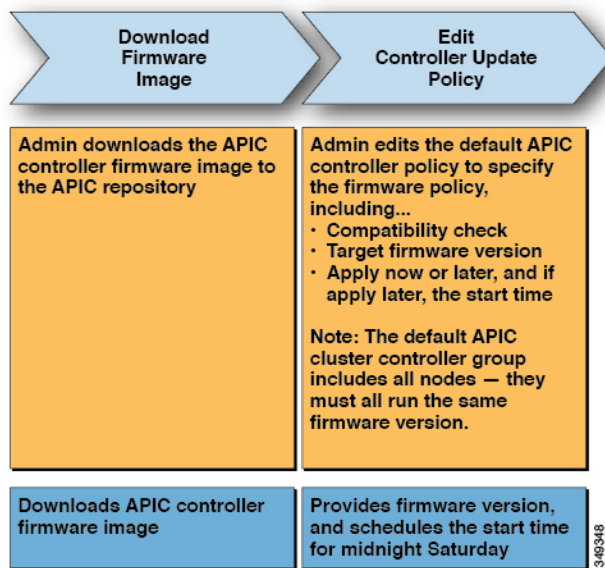 Download
Firmware
Image
Edit
Controller Update
Policy
Admin downloads the APIC
controller firmware image to
the APIC repository
Admin edits the default APIC
controller policy to specify
the firmware policy,
including...
• Compatibility check
• Target firmware version
• Apply now or later, and if
apply later, the start time
Note: The default APIC
cluster controller group
includes all nodes — they
must all run the same
firmware version.
Downloads APIC controller
firmware image
Provides firmware version,
and schedules the start time
for midnight Saturday
349348